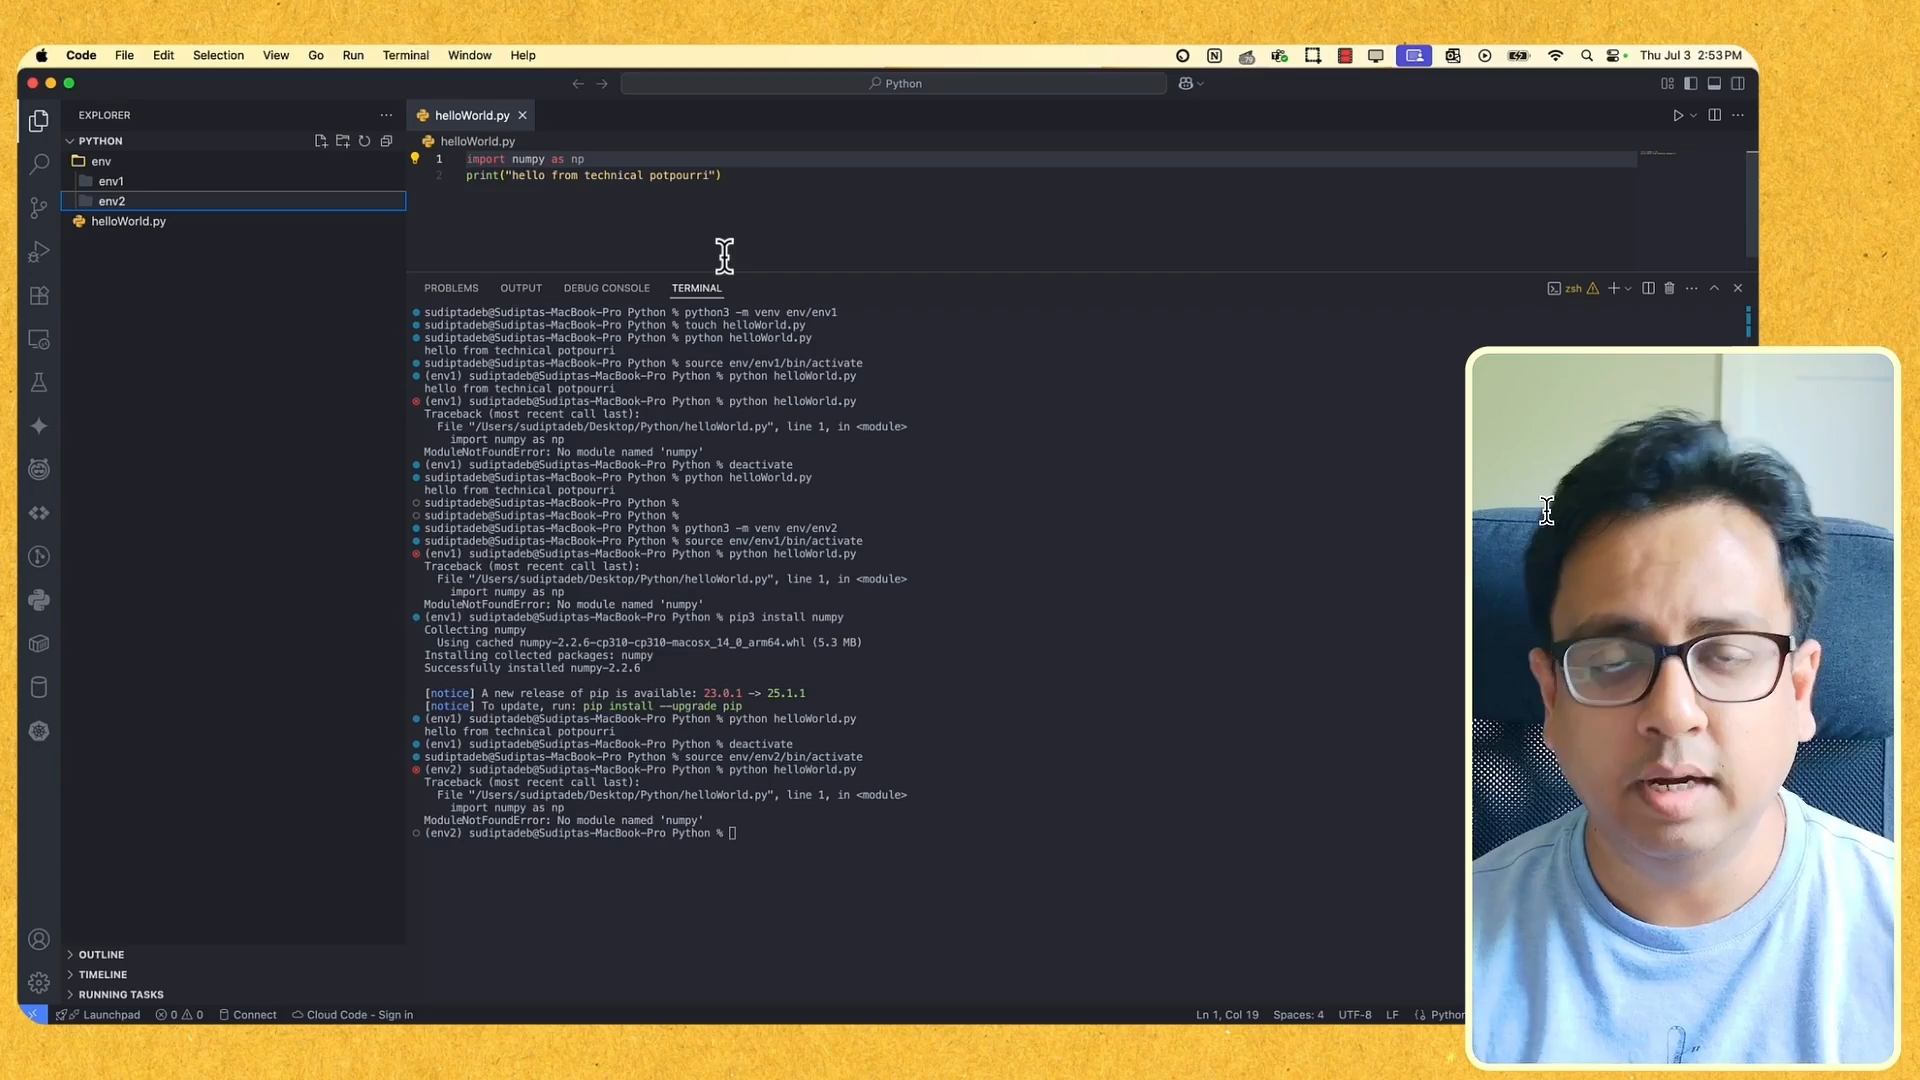 Code File Edit Selection View Go Run Terminal Window Help
Thu Jul 3 2:53 PM
Python
EXPLORER
PYTHON
env
env1
env2
helloWorld.py
helloWorld.py
helloWorld.py
1 import numpy as np
2 print("hello from technical potpourri")
PROBLEMS OUTPUT DEBUG CONSOLE TERMINAL
zsh
sudiptadeb@Sudiptas-MacBook-Pro Python % python3 -m venv env/env1
sudiptadeb@Sudiptas-MacBook-Pro Python % touch helloWorld.py
sudiptadeb@Sudiptas-MacBook-Pro Python % python helloWorld.py
hello from technical potpourri
sudiptadeb@Sudiptas-MacBook-Pro Python % source env/env1/bin/activate
(env1) sudiptadeb@Sudiptas-MacBook-Pro Python % python helloWorld.py
hello from technical potpourri
(env1) sudiptadeb@Sudiptas-MacBook-Pro Python % python helloWorld.py
Traceback (most recent call last):
File "/Users/sudiptadeb/Desktop/Python/helloWorld.py", line 1, in <module>
import numpy as np
ModuleNotFoundError: No module named 'numpy'
(env1) sudiptadeb@Sudiptas-MacBook-Pro Python % deactivate
sudiptadeb@Sudiptas-MacBook-Pro Python % python helloWorld.py
hello from technical potpourri
sudiptadeb@Sudiptas-MacBook-Pro Python %
sudiptadeb@Sudiptas-MacBook-Pro Python %
sudiptadeb@Sudiptas-MacBook-Pro Python % python3 -m venv env/env2
sudiptadeb@Sudiptas-MacBook-Pro Python % source env/env1/bin/activate
(env1) sudiptadeb@Sudiptas-MacBook-Pro Python % python helloWorld.py
Traceback (most recent call last):
File "/Users/sudiptadeb/Desktop/Python/helloWorld.py", line 1, in <module>
import numpy as np
ModuleNotFoundError: No module named 'numpy'
(env1) sudiptadeb@Sudiptas-MacBook-Pro Python % pip3 install numpy
Collecting numpy
Using cached numpy-2.2.6-cp310-cp310-macosx_14_0_arm64.whl (5.3 MB)
Installing collected packages: numpy
Successfully installed numpy-2.2.6
[notice] A new release of pip is available: 23.0.1 -> 25.1.1
[notice] To update, run: pip install --upgrade pip
(env1) sudiptadeb@Sudiptas-MacBook-Pro Python % python helloWorld.py
hello from technical potpourri
(env1) sudiptadeb@Sudiptas-MacBook-Pro Python % deactivate
sudiptadeb@Sudiptas-MacBook-Pro Python % source env/env2/bin/activate
(env2) sudiptadeb@Sudiptas-MacBook-Pro Python % python helloWorld.py
Traceback (most recent call last):
File "/Users/sudiptadeb/Desktop/Python/helloWorld.py", line 1, in <module>
import numpy as np
ModuleNotFoundError: No module named 'numpy'
(env2) sudiptadeb@Sudiptas-MacBook-Pro Python %
OUTLINE
TIMELINE
RUNNING TASKS
Launchpad 0 0 Connect Cloud Code - Sign in
Ln 1, Col 19 Spaces: 4 UTF-8 LF Python